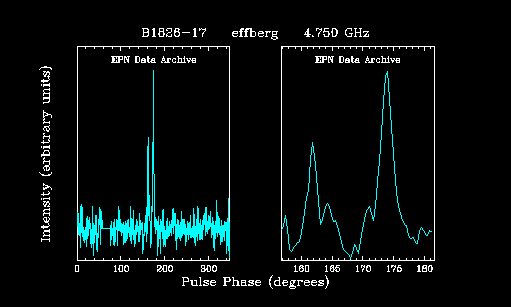 B1826-17 effberg 4.750 GHz
EPN Data Archive EPN Data Archive
Intensity (arbitrary units)
0 100 200 300 160 165 170 175 180
Pulse Phase (degrees)